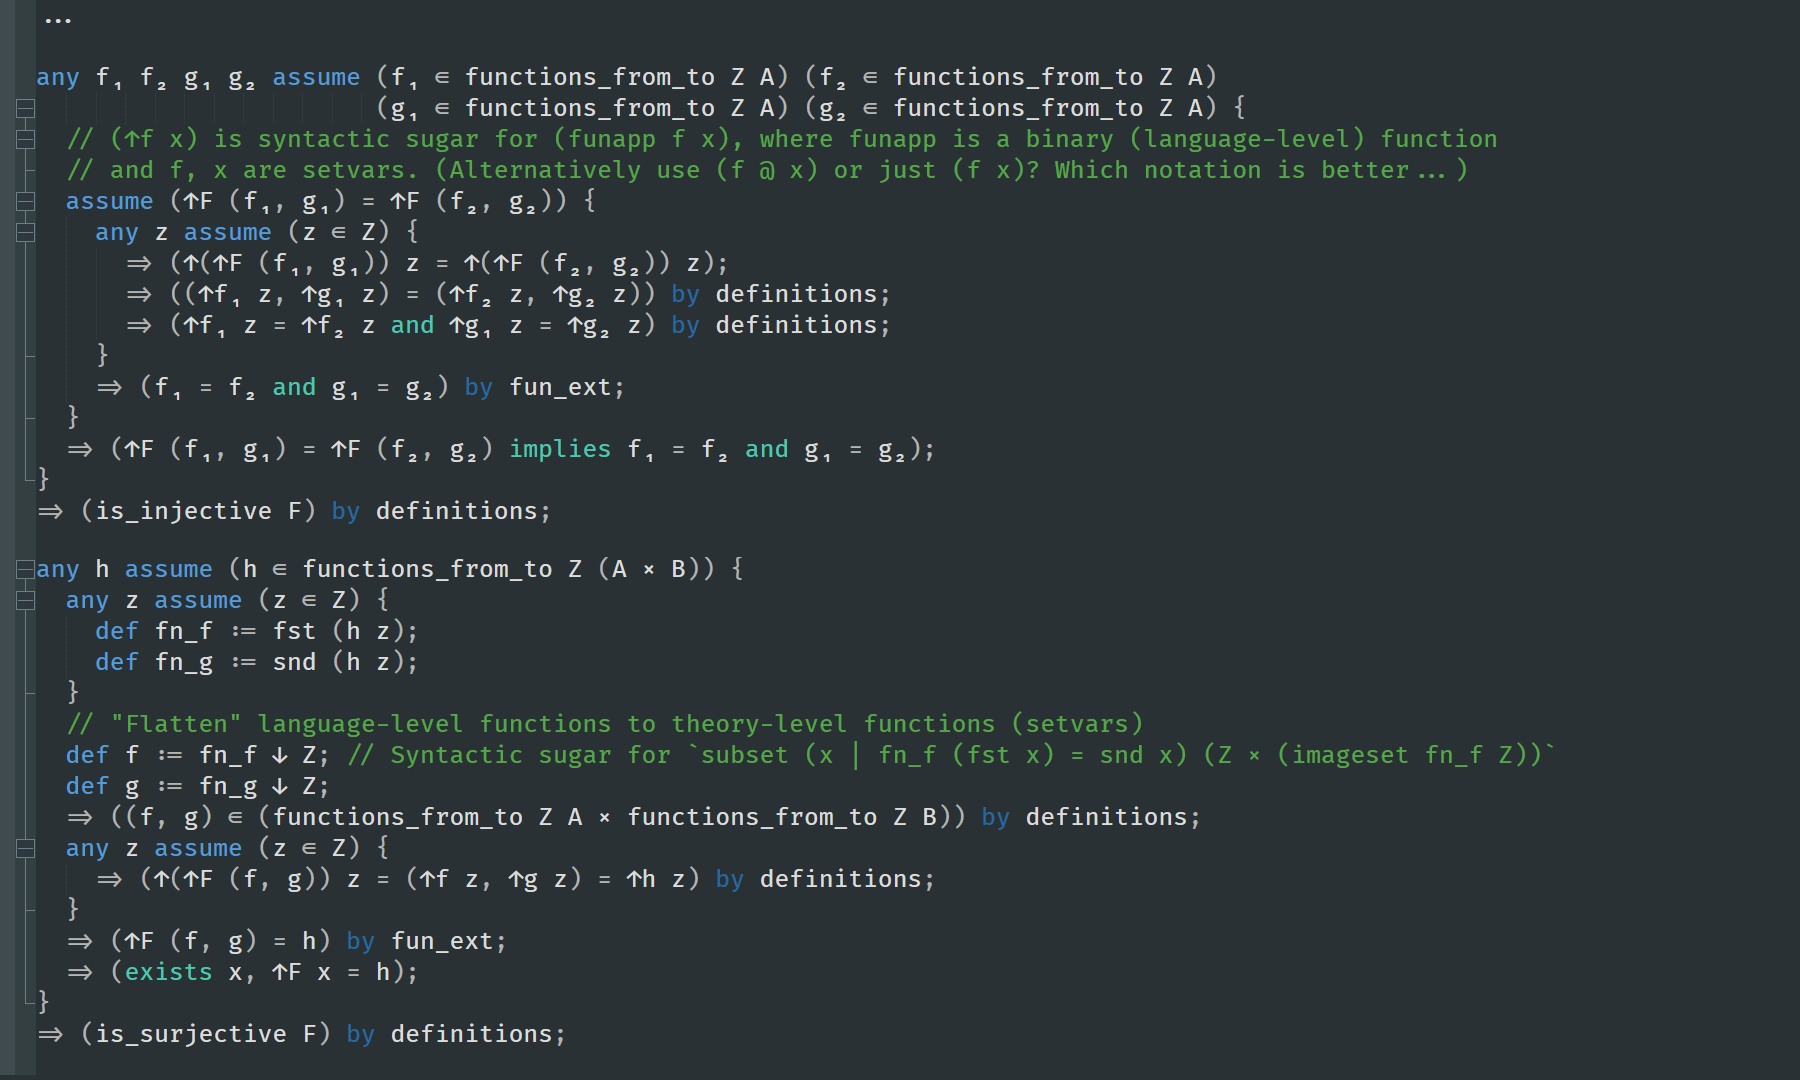 ...
any f₁ f₂ g₁ g₂ assume (f₁ ∈ functions_from_to Z A) (f₂ ∈ functions_from_to Z A)
(g₁ ∈ functions_from_to Z A) (g₂ ∈ functions_from_to Z A) {
// (↑f x) is syntactic sugar for (funapp f x), where funapp is a binary (language-level) function
// and f, x are setvars. (Alternatively use (f @ x) or just (f x)? Which notation is better...)
assume (↑F (f₁, g₁) = ↑F (f₂, g₂)) {
any z assume (z ∈ Z) {
⇒ (↑(↑F (f₁, g₁)) z = ↑(↑F (f₂, g₂)) z);
⇒ ((↑f₁ z, ↑g₁ z) = (↑f₂ z, ↑g₂ z)) by definitions;
⇒ (↑f₁ z = ↑f₂ z and ↑g₁ z = ↑g₂ z) by definitions;
}
⇒ (f₁ = f₂ and g₁ = g₂) by fun_ext;
}
⇒ (↑F (f₁, g₁) = ↑F (f₂, g₂) implies f₁ = f₂ and g₁ = g₂);
}
⇒ (is_injective F) by definitions;
any h assume (h ∈ functions_from_to Z (A × B)) {
any z assume (z ∈ Z) {
def fn_f := fst (h z);
def fn_g := snd (h z);
}
// "Flatten" language-level functions to theory-level functions (setvars)
def f := fn_f ↓ Z; // Syntactic sugar for `subset (x | fn_f (fst x) = snd x) (Z × (imageset fn_f Z))`
def g := fn_g ↓ Z;
⇒ ((f, g) ∈ (functions_from_to Z A × functions_from_to Z B)) by definitions;
any z assume (z ∈ Z) {
⇒ (↑(↑F (f, g)) z = (↑f z, ↑g z) = ↑h z) by definitions;
}
⇒ (↑F (f, g) = h) by fun_ext;
⇒ (exists x, ↑F x = h);
}
⇒ (is_surjective F) by definitions;